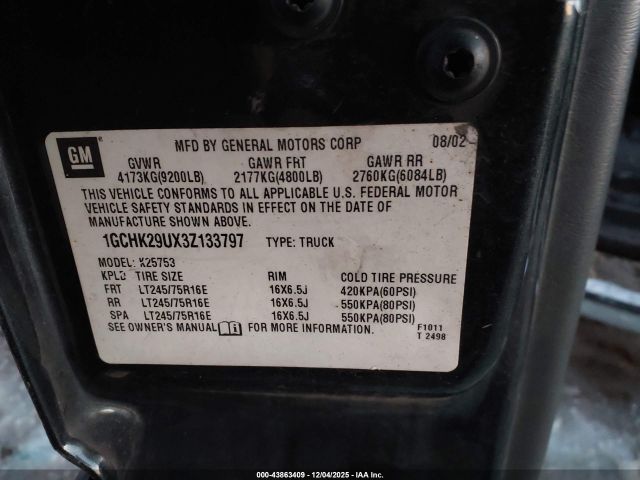 GM
MFD BY GENERAL MOTORS CORP 08/02
GVWR GAWR FRT GAWR RR
4173KG(9200LB) 2177KG(4800LB) 2760KG(6084LB)
THIS VEHICLE CONFORMS TO ALL APPLICABLE U.S. FEDERAL MOTOR
VEHICLE SAFETY STANDARDS IN EFFECT ON THE DATE OF
MANUFACTURE SHOWN ABOVE.
1GCHK29UX3Z133797 TYPE: TRUCK
MODEL: K25753
KPLB TIRE SIZE RIM COLD TIRE PRESSURE
FRT LT245/75R16E 16X6.5J 420KPA(60PSI)
RR LT245/75R16E 16X6.5J 550KPA(80PSI)
SPA LT245/75R16E 16X6.5J 550KPA(80PSI)
SEE OWNER'S MANUAL FOR MORE INFORMATION. F1011
T 2498
000-43863409 - 12/04/2025 - IAA Inc.